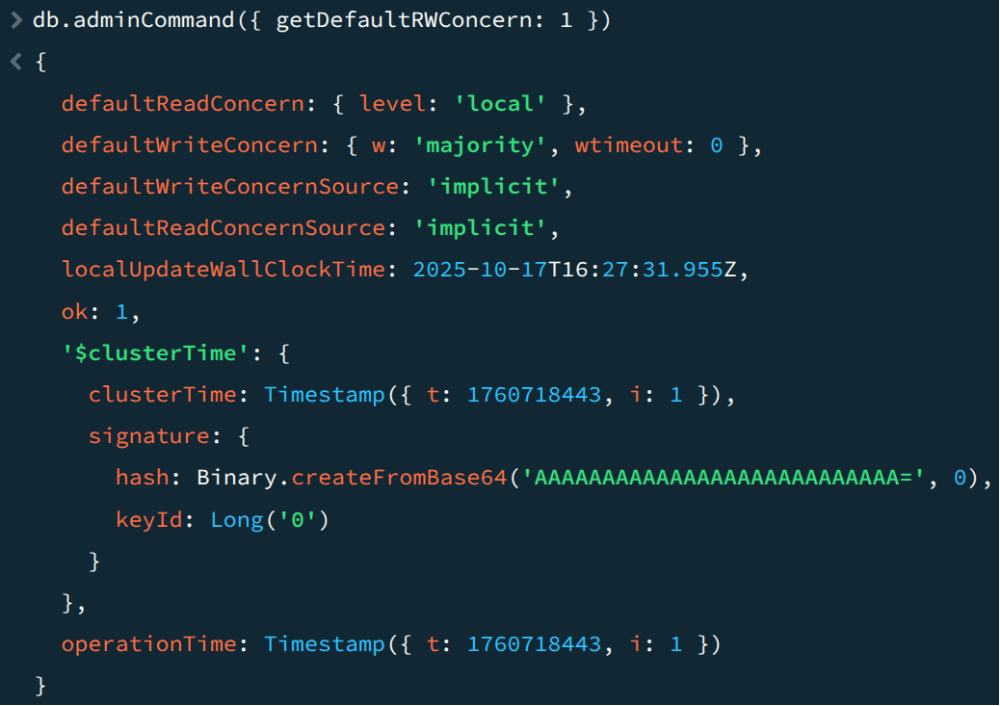 > db.adminCommand({ getDefaultRWConcern: 1 })
< {
defaultReadConcern: { level: 'local' },
defaultWriteConcern: { w: 'majority', wtimeout: 0 },
defaultWriteConcernSource: 'implicit',
defaultReadConcernSource: 'implicit',
localUpdateWallClockTime: 2025-10-17T16:27:31.955Z,
ok: 1,
'$clusterTime': {
clusterTime: Timestamp({ t: 1760718443, i: 1 }),
signature: {
hash: Binary.createFromBase64('AAAAAAAAAAAAAAAAAAAAAAAAAAA=', 0),
keyId: Long('0')
}
},
operationTime: Timestamp({ t: 1760718443, i: 1 })
}